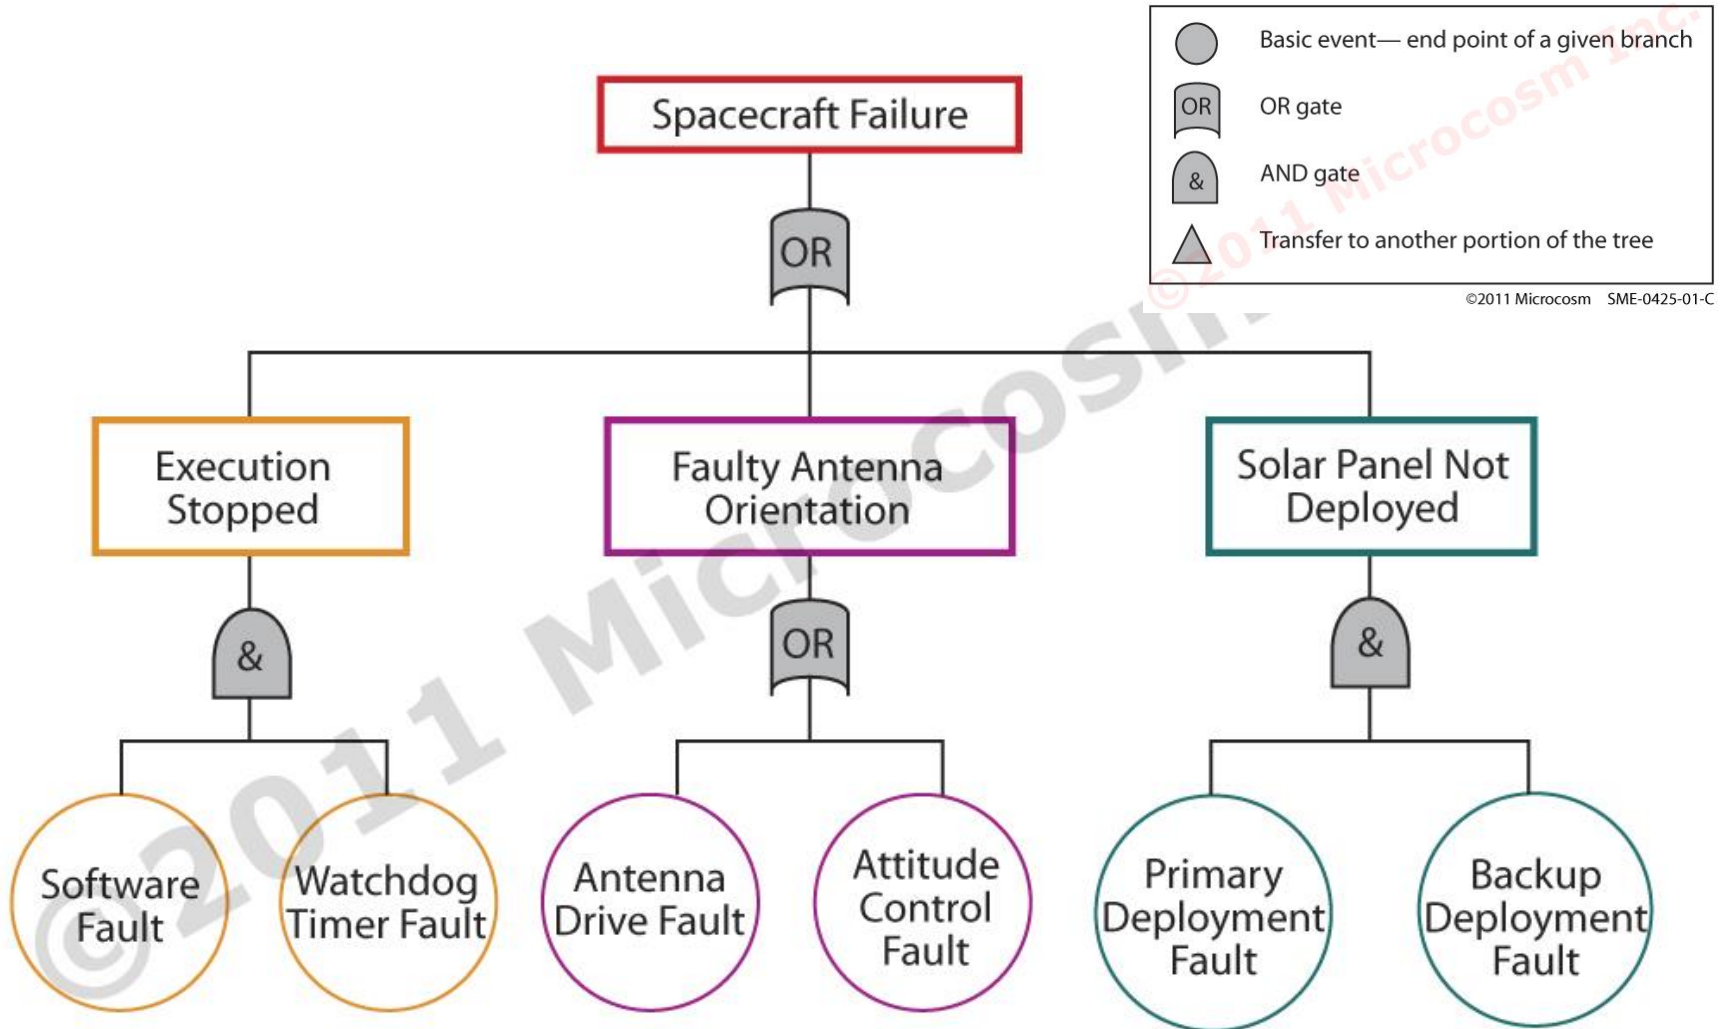 Basic event— end point of a given branch
OR
OR gate
&
AND gate
Transfer to another portion of the tree
©2011 Microcosm Inc.
©2011 Microcosm SME-0425-01-C
Spacecraft Failure
OR
Execution
Stopped
Faulty Antenna
Orientation
Solar Panel Not
Deployed
&
OR
&
Software
Fault
Watchdog
Timer Fault
Antenna
Drive Fault
Attitude
Control
Fault
Primary
Deployment
Fault
Backup
Deployment
Fault
©2011 Microcosm